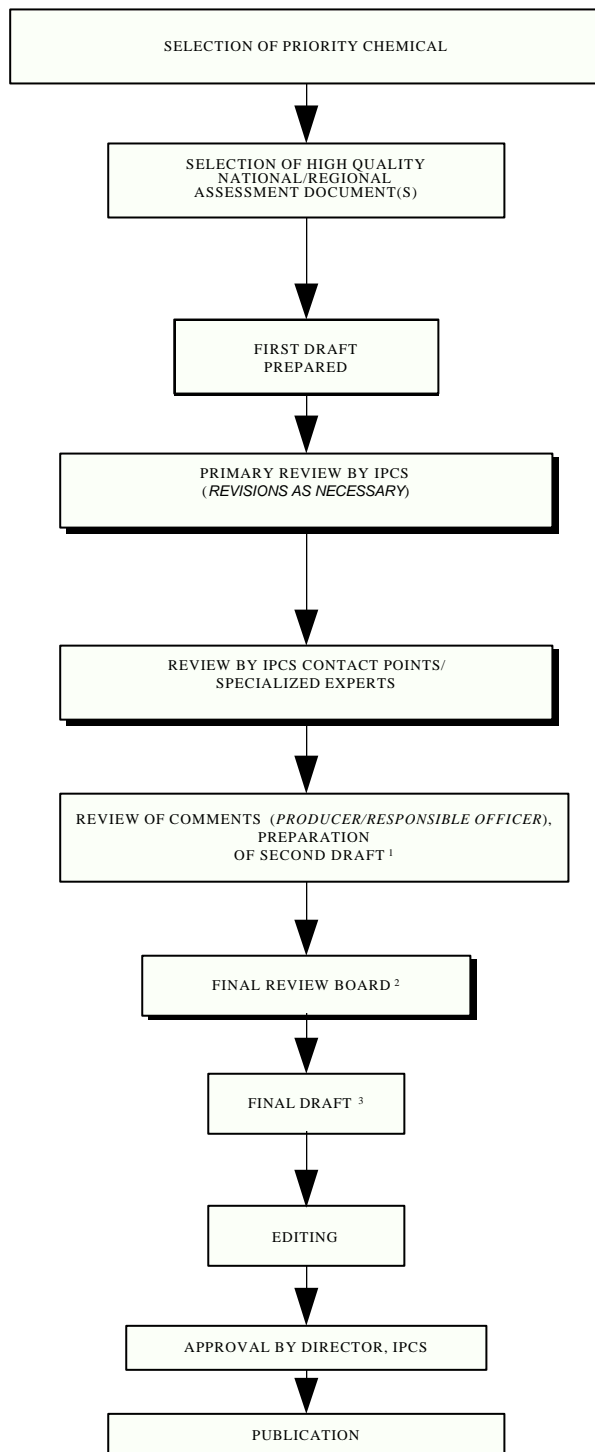 SELECTION OF PRIORITY CHEMICAL
SELECTION OF HIGH QUALITY
NATIONAL/REGIONAL
ASSESSMENT DOCUMENT(S)
FIRST DRAFT
PREPARED
PRIMARY REVIEW BY IPCS
(REVISIONS AS NECESSARY)
REVIEW BY IPCS CONTACT POINTS/
SPECIALIZED EXPERTS
REVIEW OF COMMENTS (PRODUCER/RESPONSIBLE OFFICER),
PREPARATION
OF SECOND DRAFT 1
FINAL REVIEW BOARD 2
FINAL DRAFT 3
EDITING
APPROVAL BY DIRECTOR, IPCS
PUBLICATION